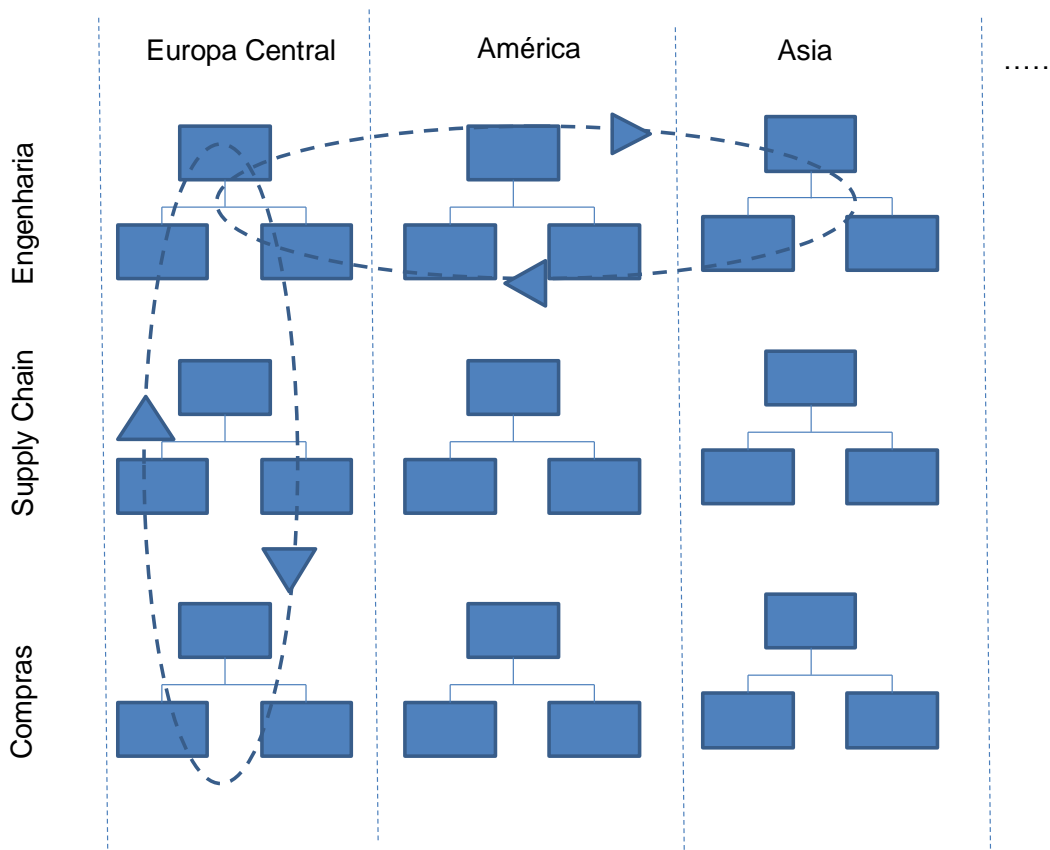 Europa Central
América
Asia
.....
Engenharia
Supply Chain
Compras